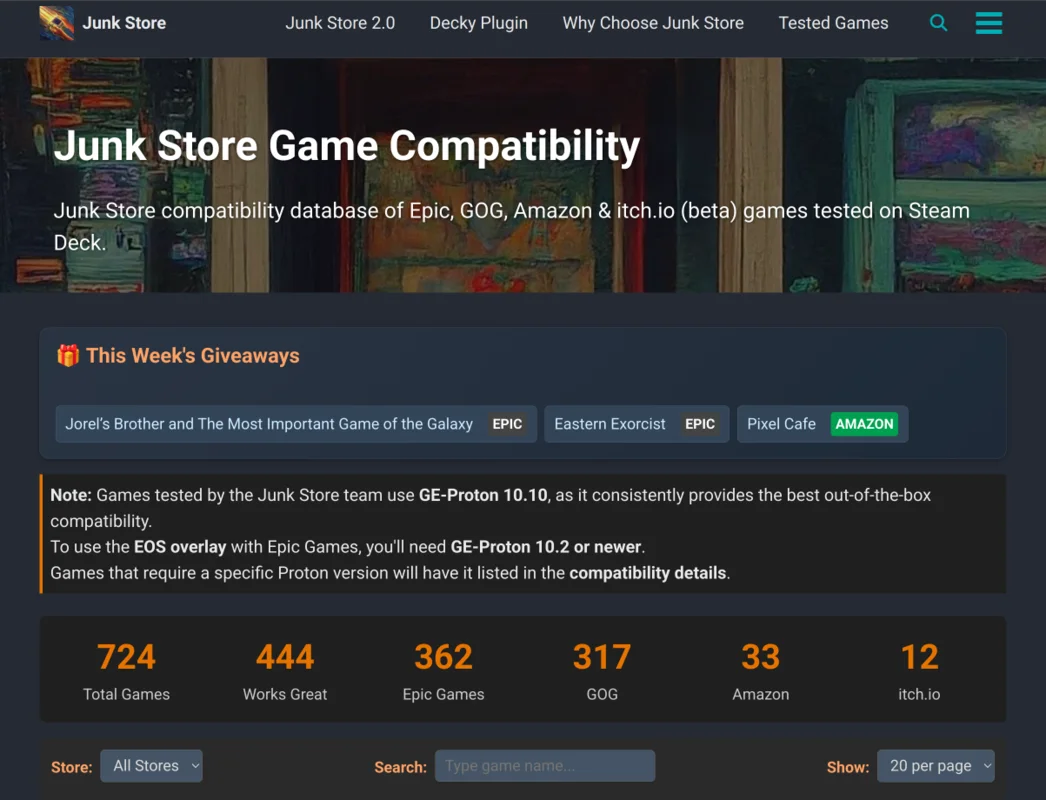 Junk Store
Junk Store 2.0
Decky Plugin
Why Choose Junk Store
Tested Games
Junk Store Game Compatibility
Junk Store compatibility database of Epic, GOG, Amazon & itch.io (beta) games tested on Steam
Deck.
🎁 This Week's Giveaways
Jorel’s Brother and The Most Important Game of the Galaxy EPIC
Eastern Exorcist EPIC
Pixel Cafe AMAZON
Note: Games tested by the Junk Store team use GE-Proton 10.10, as it consistently provides the best out-of-the-box
compatibility.
To use the EOS overlay with Epic Games, you'll need GE-Proton 10.2 or newer.
Games that require a specific Proton version will have it listed in the compatibility details.
724
Total Games
444
Works Great
362
Epic Games
317
GOG
33
Amazon
12
itch.io
Store: All Stores
Search: Type game name...
Show: 20 per page